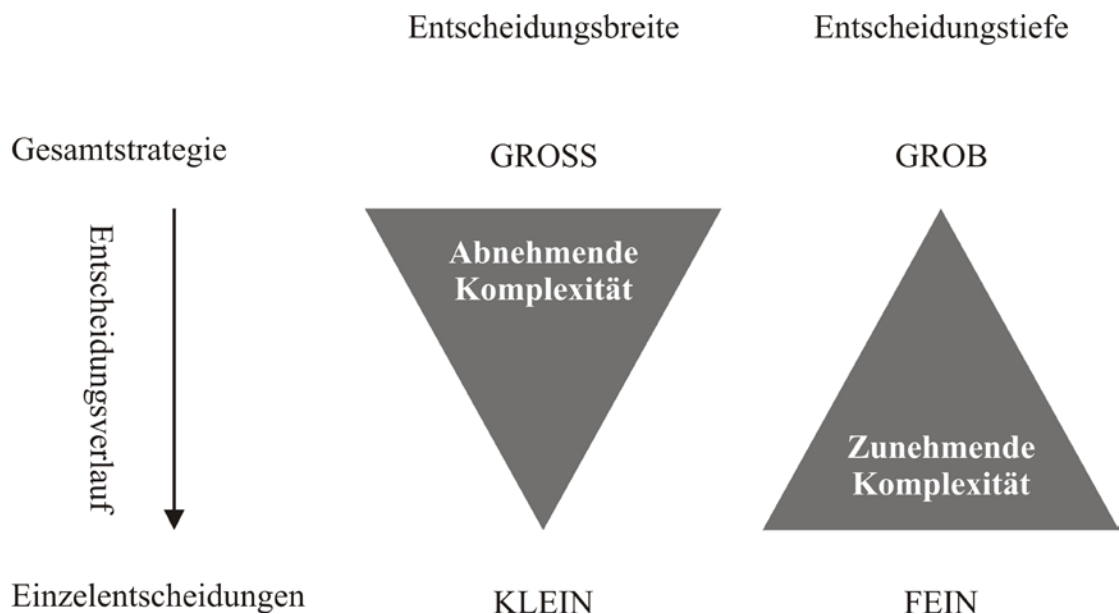 Entscheidungsbreite
Entscheidungstiefe
Gesamtstrategie
GROSS
GROB
Entscheidungsverlauf
Abnehmende
Komplexität
Zunehmende
Komplexität
Einzelentscheidungen
KLEIN
FEIN